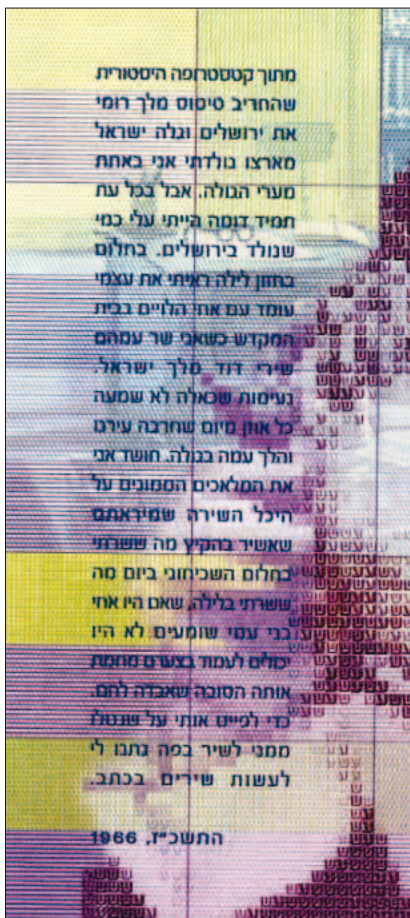 מתוך קטסטרופה היסטורית
שהחריב טיטוס מלך רומי
את ירושלים וגלה ישראל
מארצו נולדתי אני באחת
מערי הגולה. אבל בכל עת
תמיד דומה הייתי עלי כמי
שנולד בירושלים. בחלום
בחזון לילה ראיתי את עצמי
עומד עם אחי הלויים בבית
המקדש כשאני שר עמהם
שירי דוד מלך ישראל.
נעימות שכאלה לא שמעה
כל אוזן מיום שחרבה עירנו
והלך עמה בגולה. חושד אני
את המלאכים הממונים על
היכל השירה שמיראתם
שאשיר בהקיץ מה ששרתי
בחלום השכיחוני ביום מה
ששרתי בלילה, שאם היו אחי
בני עמי שומעים לא היו
יכולים לעמוד בצערם מחמת
אותה הטובה שאבדה להם.
כדי לפייס אותי על שנטלו
ממני לשיר בפה נתנו לי
לעשות שירים בכתב.
התשכ"ז, 1966